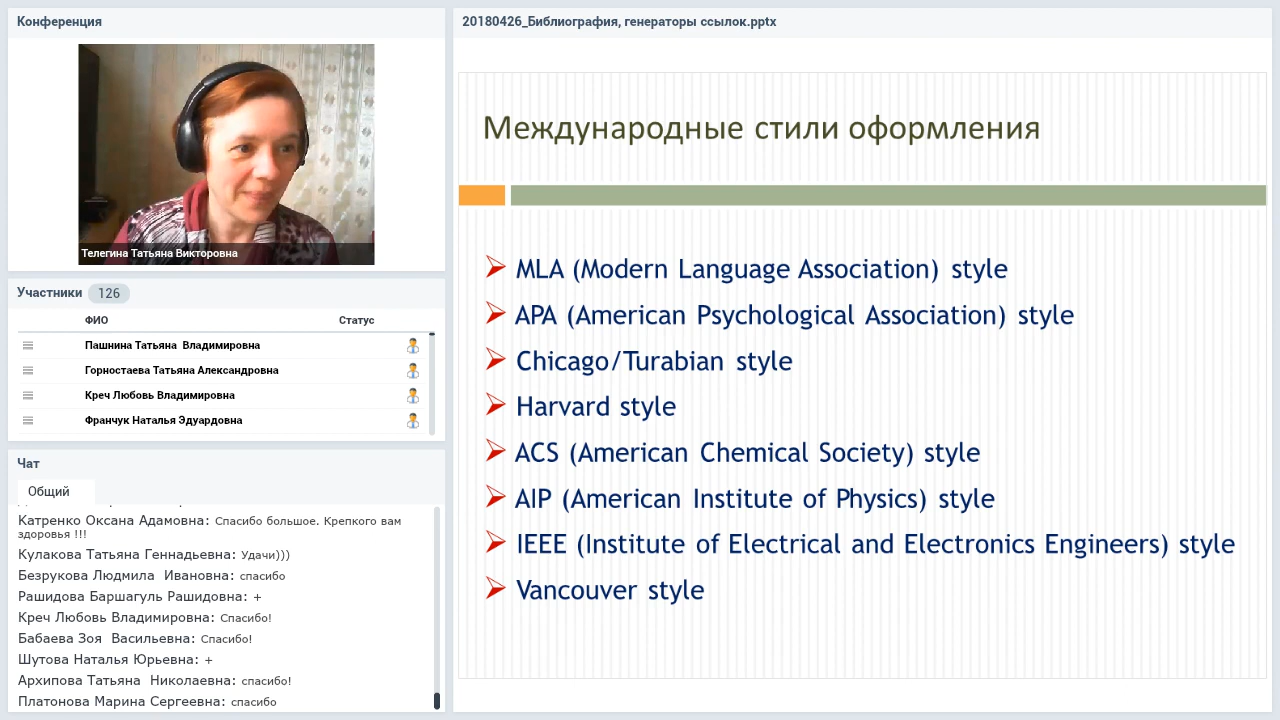 Конференция
Телегина Татьяна Викторовна
Участники 126
ФИО Статус
Пашнина Татьяна Владимировна
Горностаева Татьяна Александровна
Креч Любовь Владимировна
Франчук Наталья Эдуардовна
Чат
Общий
Катренко Оксана Адамовна: Спасибо большое. Крепкого вам
здоровья !!!
Кулакова Татьяна Геннадьевна: Удачи)))
Безрукова Людмила Ивановна: спасибо
Рашидова Баршагуль Рашидовна: +
Креч Любовь Владимировна: Спасибо!
Бабаева Зоя Васильевна: Спасибо!
Шутова Наталья Юрьевна: +
Архипова Татьяна Николаевна: спасибо!
Платонова Марина Сергеевна: спасибо
20180426_Библиография, генераторы ссылок.pptx
Международные стили оформления
MLA (Modern Language Association) style
APA (American Psychological Association) style
Chicago/Turabian style
Harvard style
ACS (American Chemical Society) style
AIP (American Institute of Physics) style
IEEE (Institute of Electrical and Electronics Engineers) style
Vancouver style